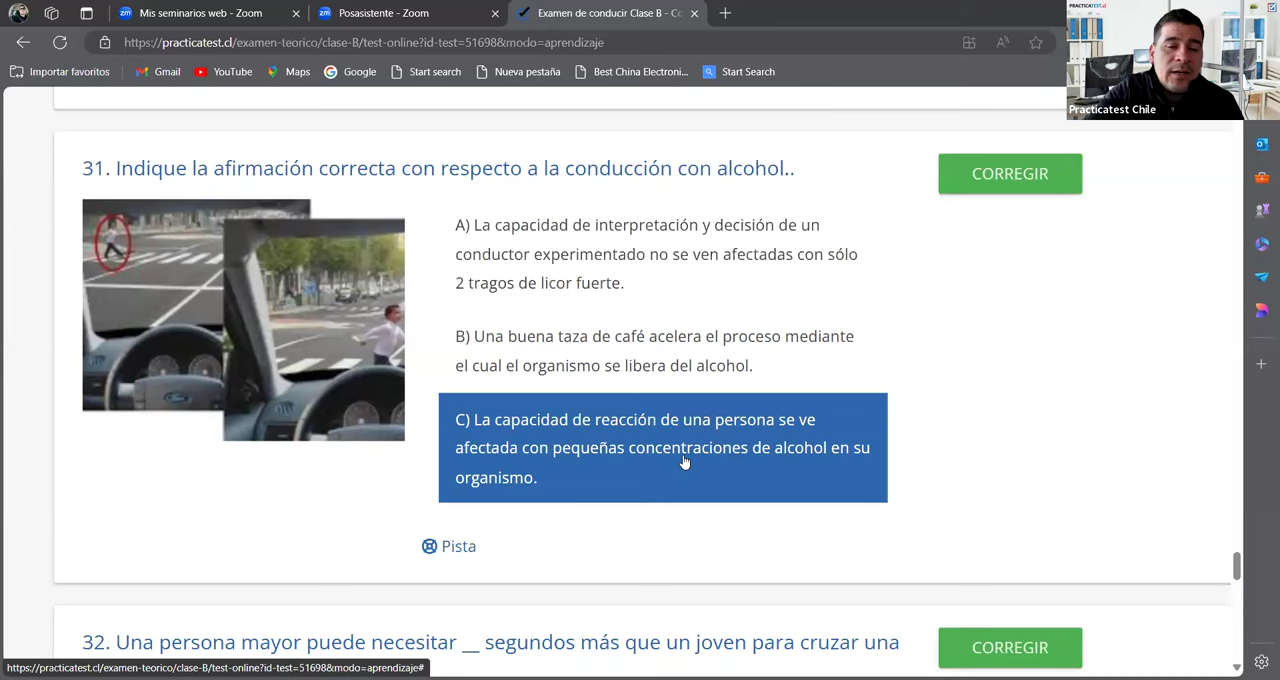 Mis seminarios web - Zoom
Posasistente - Zoom
Examen de conducir Clase B - Co
https://practicatest.cl/examen-teorico/clase-B/test-online?id-test=51698&modo=aprendizaje
Importar favoritos
Gmail
YouTube
Maps
Google
Start search
Nueva pestaña
Best China Electroni...
Start Search
PRACTICATEST.cl
Practicatest Chile
31. Indique la afirmación correcta con respecto a la conducción con alcohol..
CORREGIR
A) La capacidad de interpretación y decisión de un
conductor experimentado no se ven afectadas con sólo
2 tragos de licor fuerte.
B) Una buena taza de café acelera el proceso mediante
el cual el organismo se libera del alcohol.
C) La capacidad de reacción de una persona se ve
afectada con pequeñas concentraciones de alcohol en su
organismo.
Pista
32. Una persona mayor puede necesitar __ segundos más que un joven para cruzar una
CORREGIR
https://practicatest.cl/examen-teorico/clase-B/test-online?id-test=51698&modo=aprendizaje#